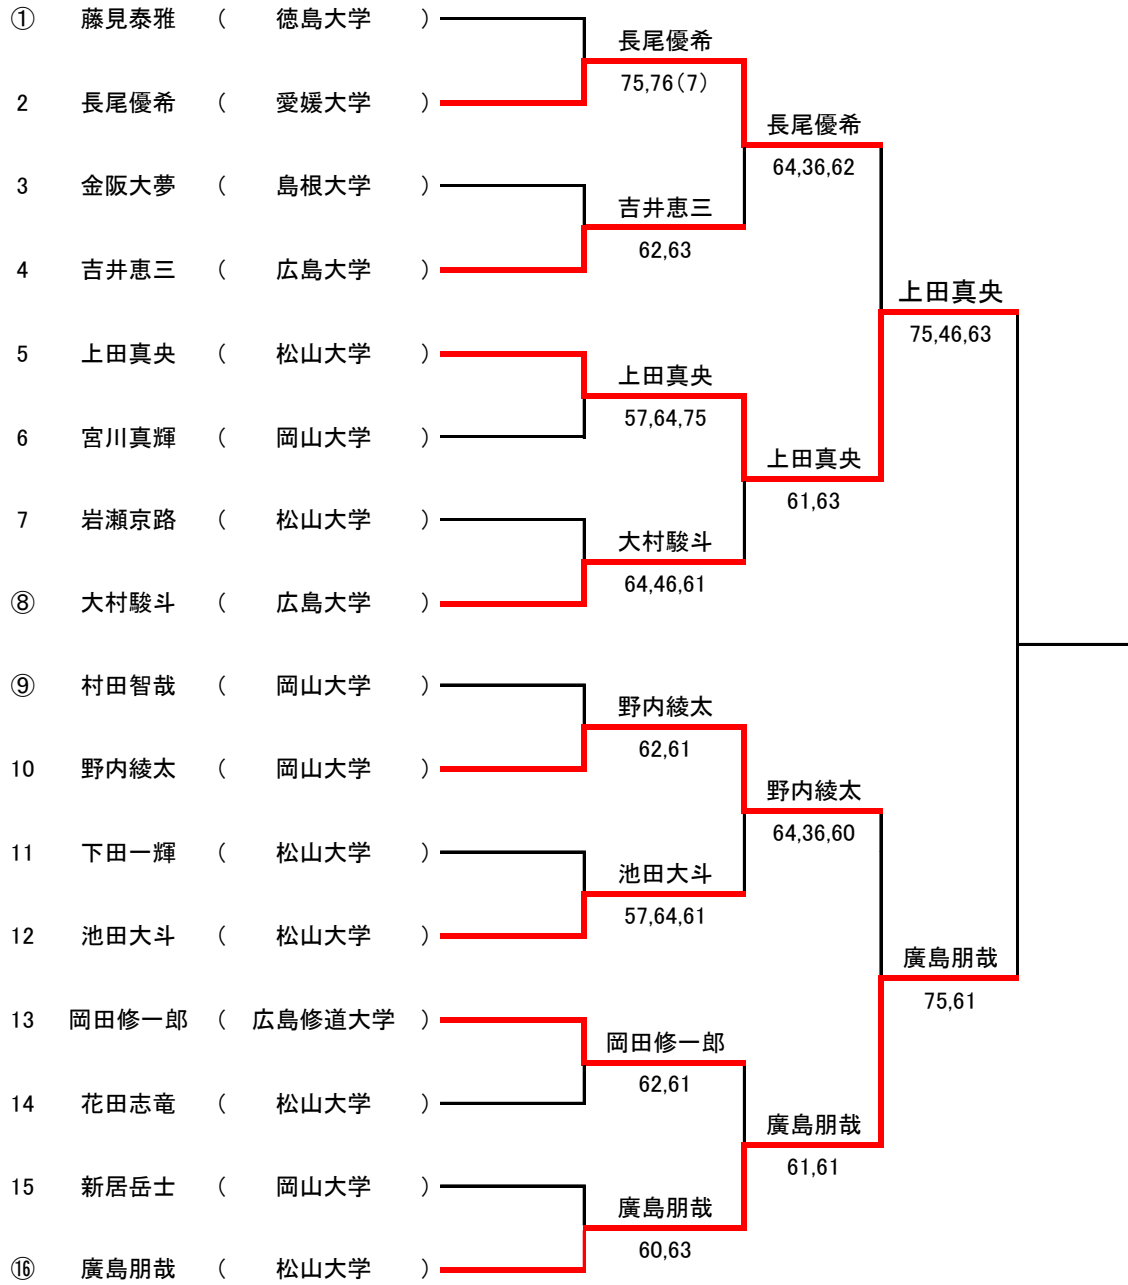 ① 藤見泰雅 ( 徳島大学 )
長尾優希
75,76(7)
2 長尾優希 ( 愛媛大学 )
長尾優希
64,36,62
3 金阪大夢 ( 島根大学 )
吉井恵三
62,63
4 吉井恵三 ( 広島大学 )
上田真央
75,46,63
5 上田真央 ( 松山大学 )
上田真央
57,64,75
6 宮川真輝 ( 岡山大学 )
上田真央
61,63
7 岩瀬京路 ( 松山大学 )
大村駿斗
64,46,61
⑧ 大村駿斗 ( 広島大学 )
⑨ 村田智哉 ( 岡山大学 )
野内綾太
62,61
10 野内綾太 ( 岡山大学 )
野内綾太
64,36,60
11 下田一輝 ( 松山大学 )
池田大斗
57,64,61
12 池田大斗 ( 松山大学 )
廣島朋哉
75,61
13 岡田修一郎 ( 広島修道大学 )
岡田修一郎
62,61
14 花田志竜 ( 松山大学 )
廣島朋哉
61,61
15 新居岳士 ( 岡山大学 )
廣島朋哉
60,63
⑯ 廣島朋哉 ( 松山大学 )